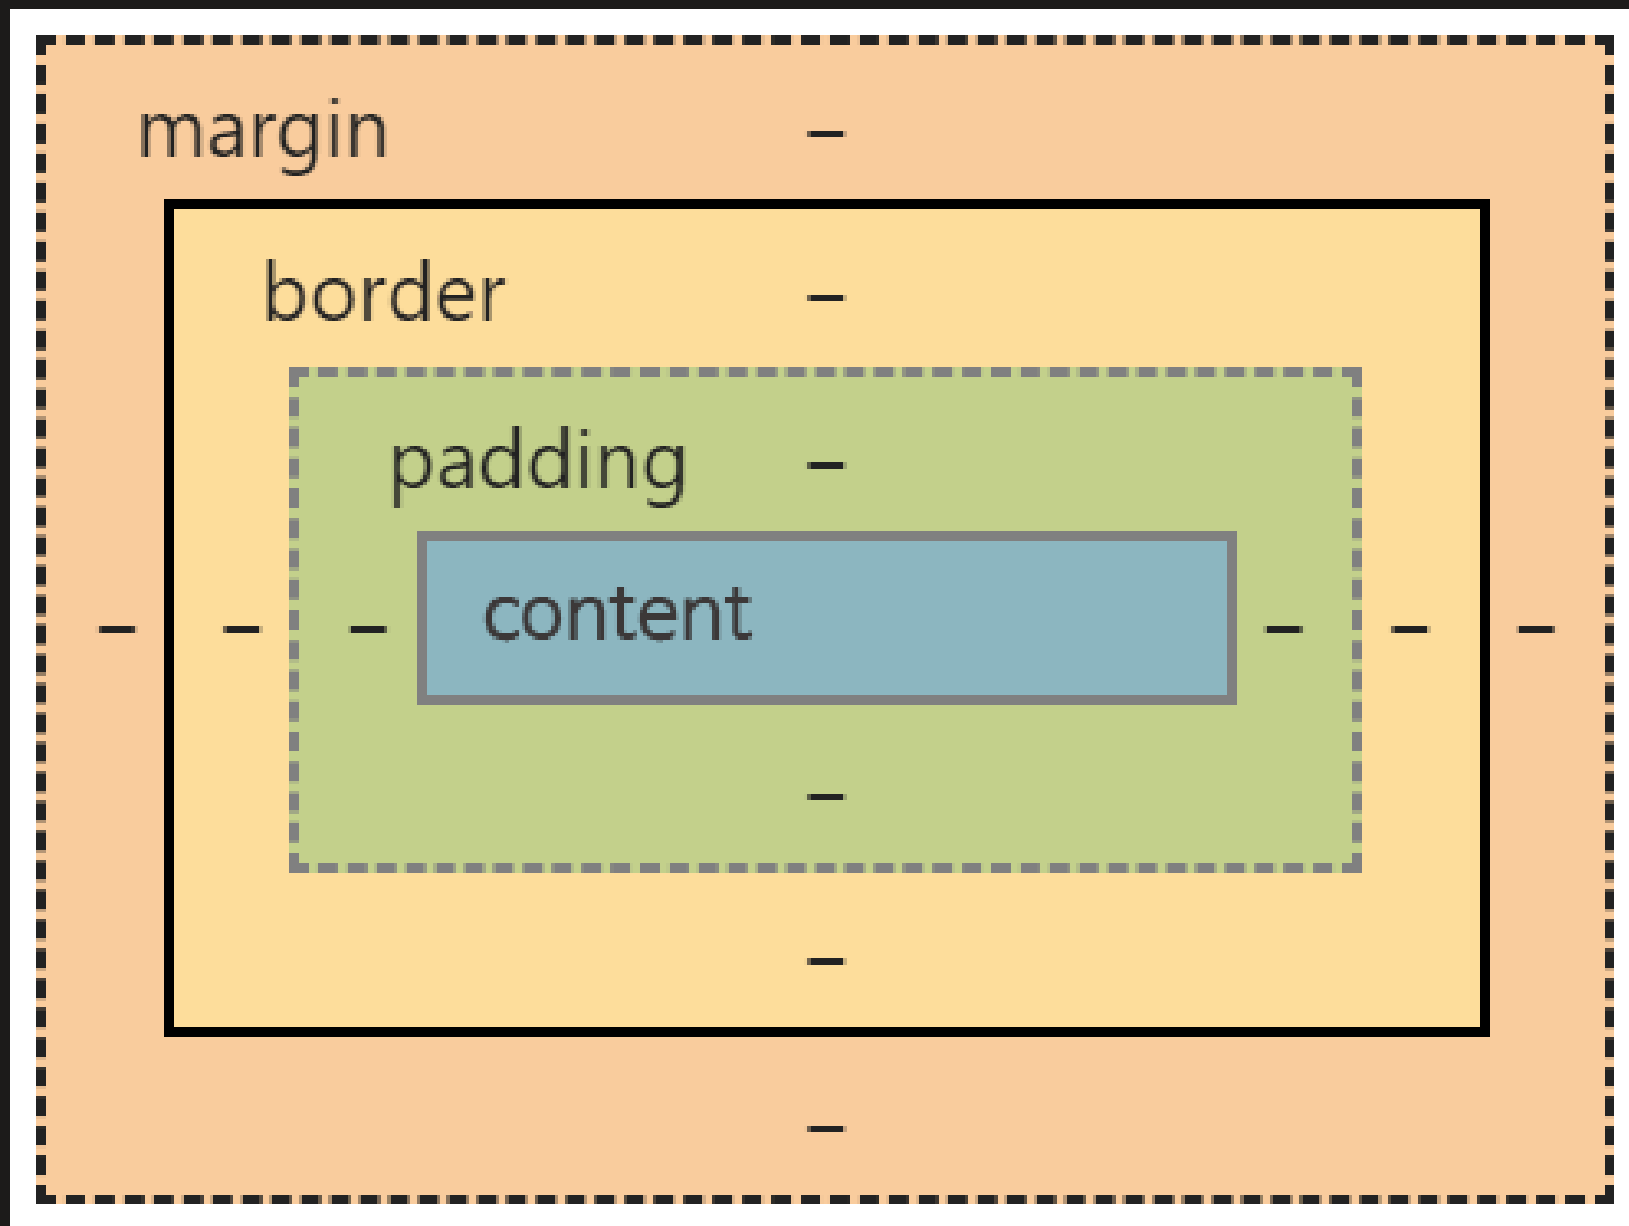 margin –
border –
padding –
content
– – – – – –
–
–
–